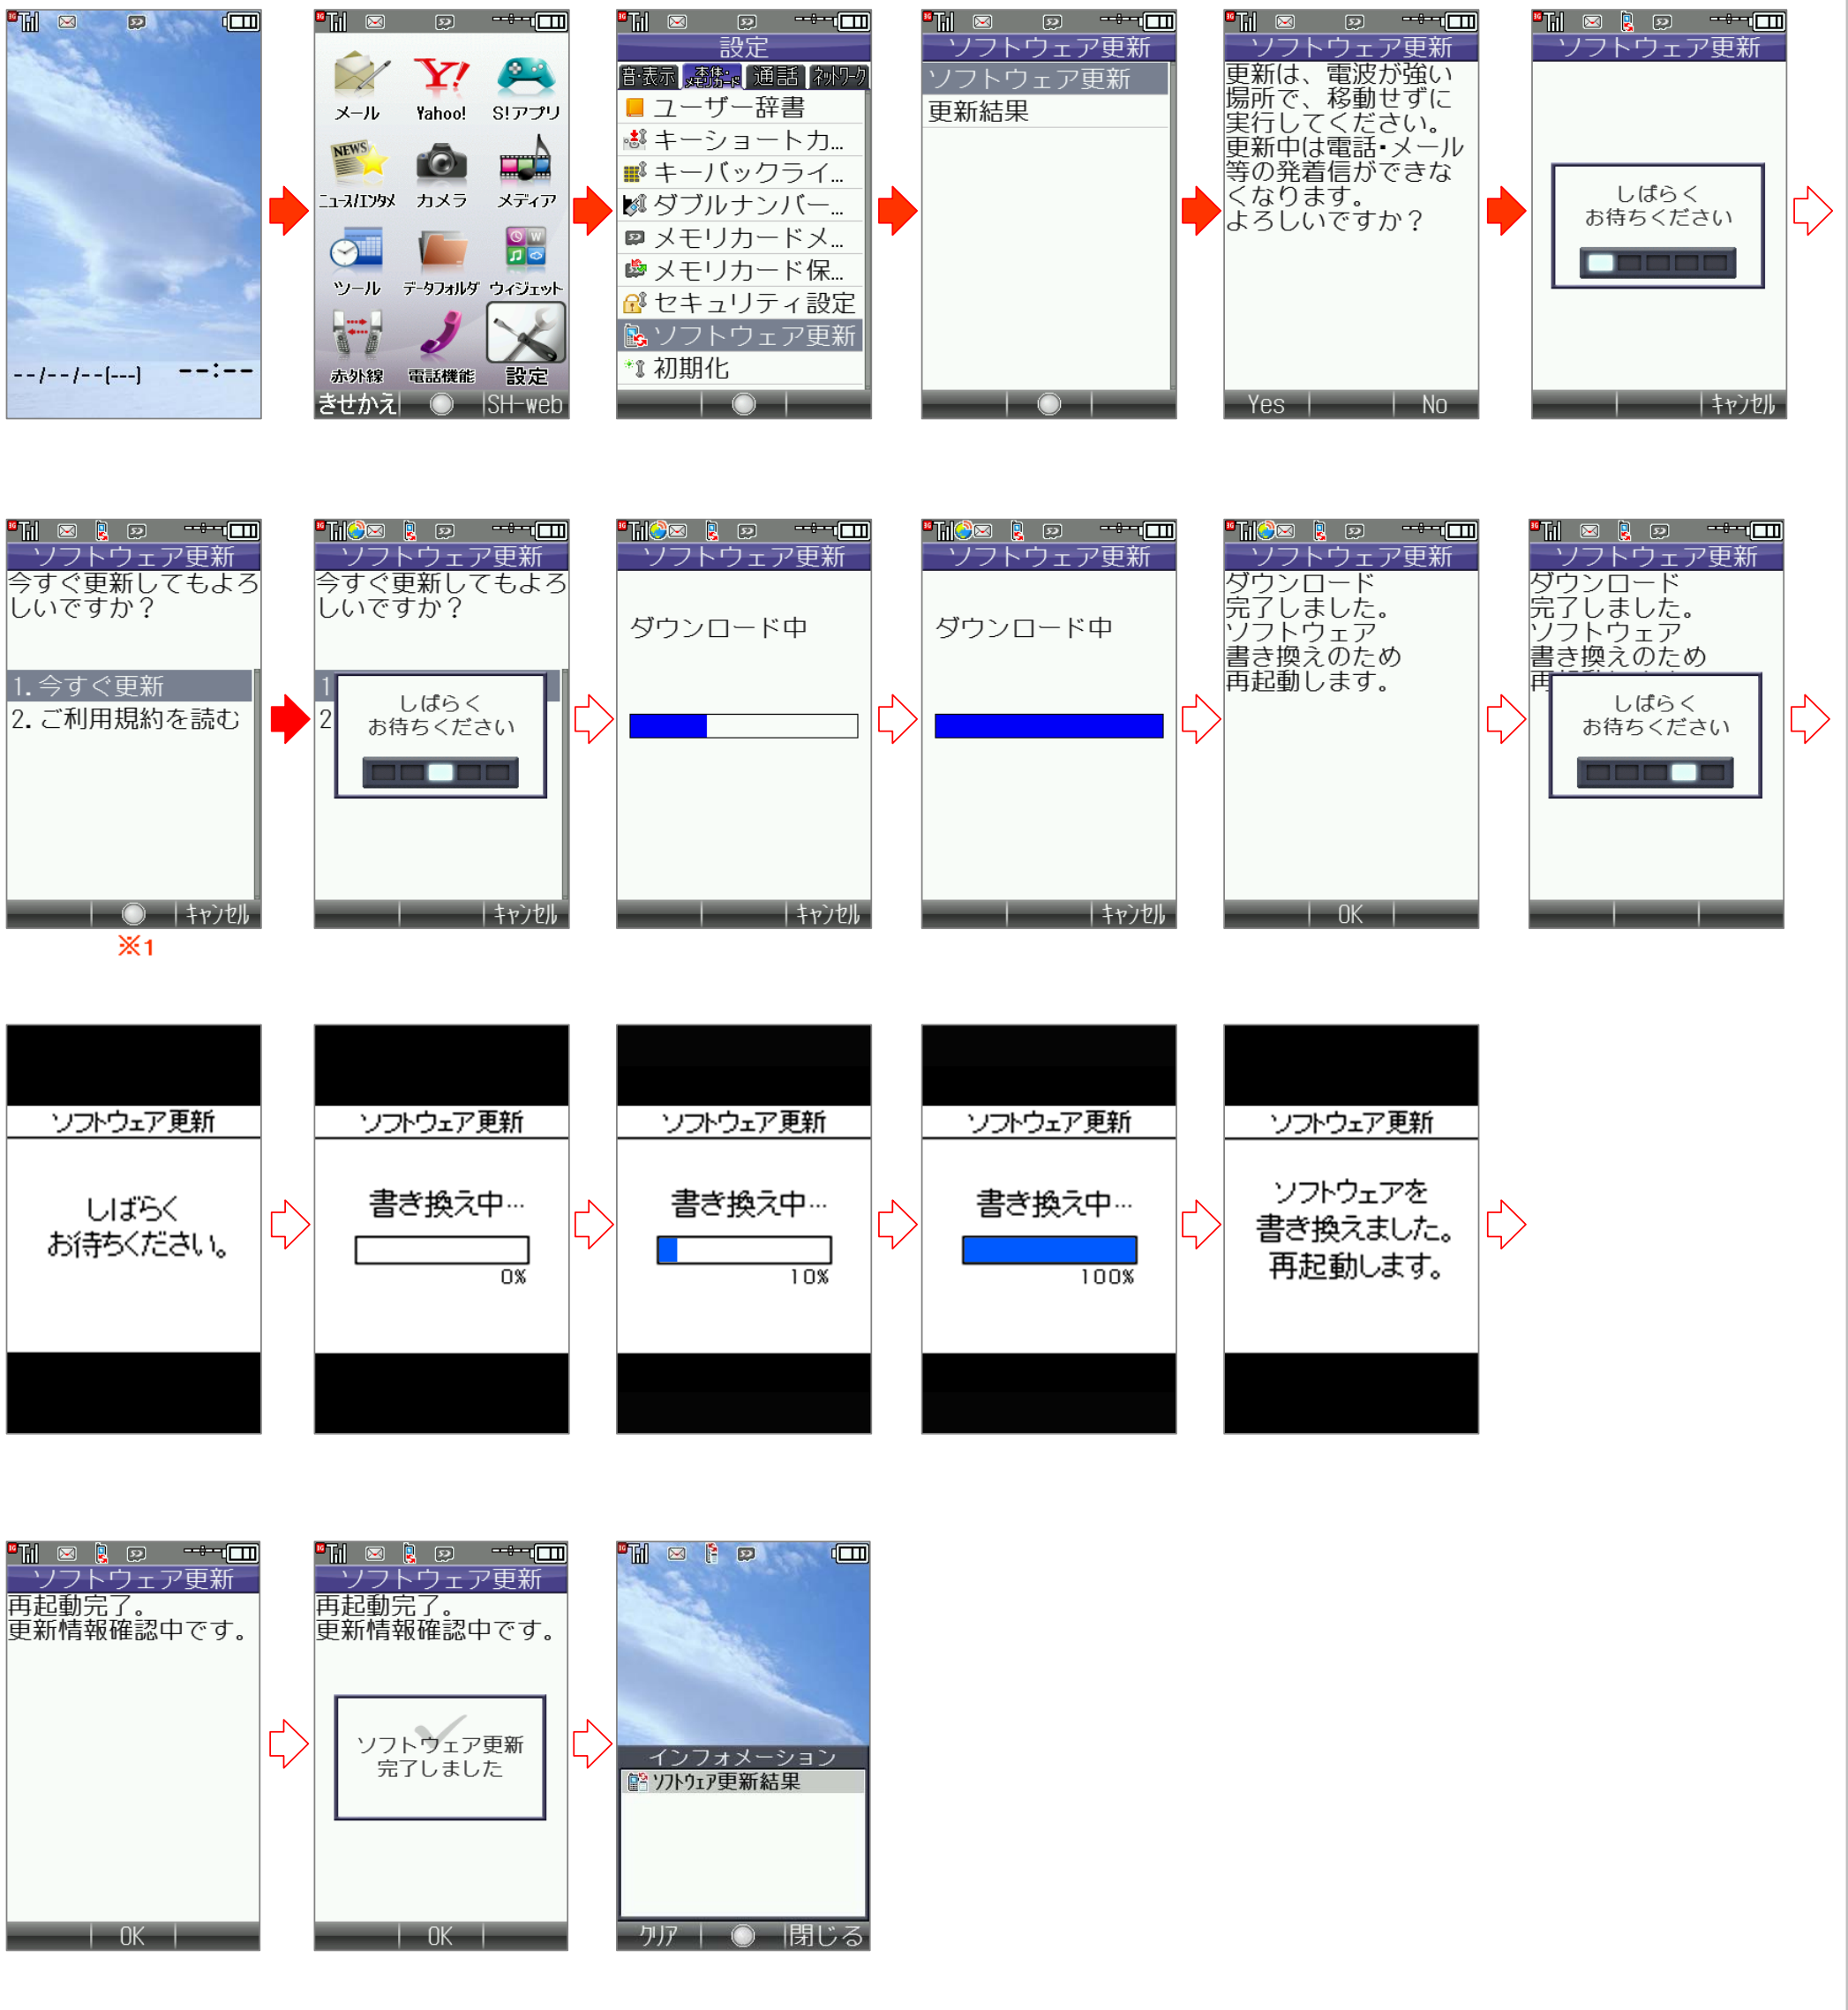 --/--/--(---) --:--
メール Yahoo! S!アプリ
NEWS
ニュース/エンタメ カメラ メディア
ツール データフォルダ ウィジェット
赤外線 電話機能 設定
きせかえ SH-web
設定
音・表示 本体・メモリカード 通話 ネットワーク
ユーザー辞書
キーショートカ…
キーバックライ…
ダブルナンバー…
メモリカードメ…
メモリカード保…
セキュリティ設定
ソフトウェア更新
初期化
ソフトウェア更新
ソフトウェア更新
更新結果
ソフトウェア更新
更新は、電波が強い
場所で、移動せずに
実行してください。
更新中は電話・メール
等の発着信ができな
くなります。
よろしいですか？
Yes No
ソフトウェア更新
しばらく
お待ちください
キャンセル
ソフトウェア更新
今すぐ更新してもよろ
しいですか？
1.今すぐ更新
2.ご利用規約を読む
キャンセル
※1
ソフトウェア更新
今すぐ更新してもよろ
しいですか？
1
2
しばらく
お待ちください
キャンセル
ソフトウェア更新
ダウンロード中
キャンセル
ソフトウェア更新
ダウンロード中
キャンセル
ソフトウェア更新
ダウンロード
完了しました。
ソフトウェア
書き換えのため
再起動します。
OK
ソフトウェア更新
ダウンロード
完了しました。
ソフトウェア
書き換えのため
再
しばらく
お待ちください
ソフトウェア更新
しばらく
お待ちください。
ソフトウェア更新
書き換え中…
0%
ソフトウェア更新
書き換え中…
10%
ソフトウェア更新
書き換え中…
100%
ソフトウェア更新
ソフトウェアを
書き換えました。
再起動します。
ソフトウェア更新
再起動完了。
更新情報確認中です。
OK
ソフトウェア更新
再起動完了。
更新情報確認中です。
ソフトウェア更新
完了しました
OK
インフォメーション
ソフトウェア更新結果
クリア 閉じる